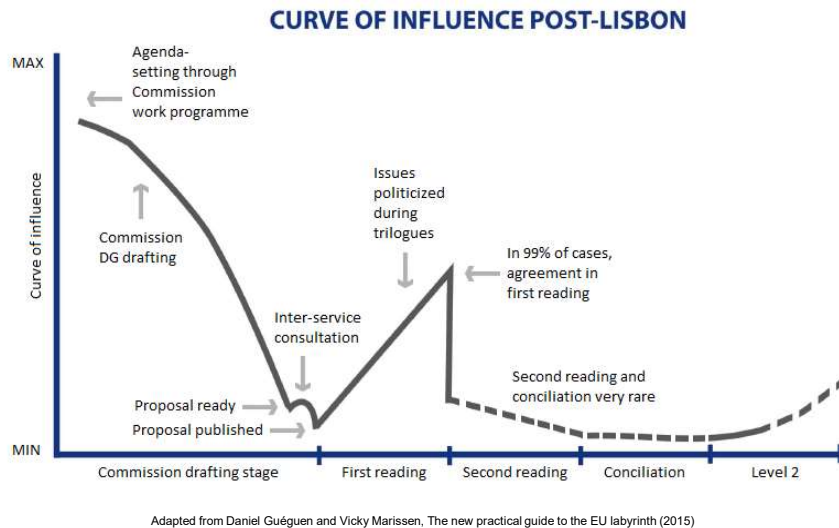 CURVE OF INFLUENCE POST-LISBON
MAX
Agenda-
setting through
Commission
work programme
Curve of influence
Commission
DG drafting
Issues
politicized
during
trilogues
In 99% of cases,
agreement in
first reading
Inter-service
consultation
Proposal ready
Proposal published
Second reading and
conciliation very rare
MIN
Commission drafting stage
First reading
Second reading
Conciliation
Level 2
Adapted from Daniel Guéguen and Vicky Marissen, The new practical guide to the EU labyrinth (2015)